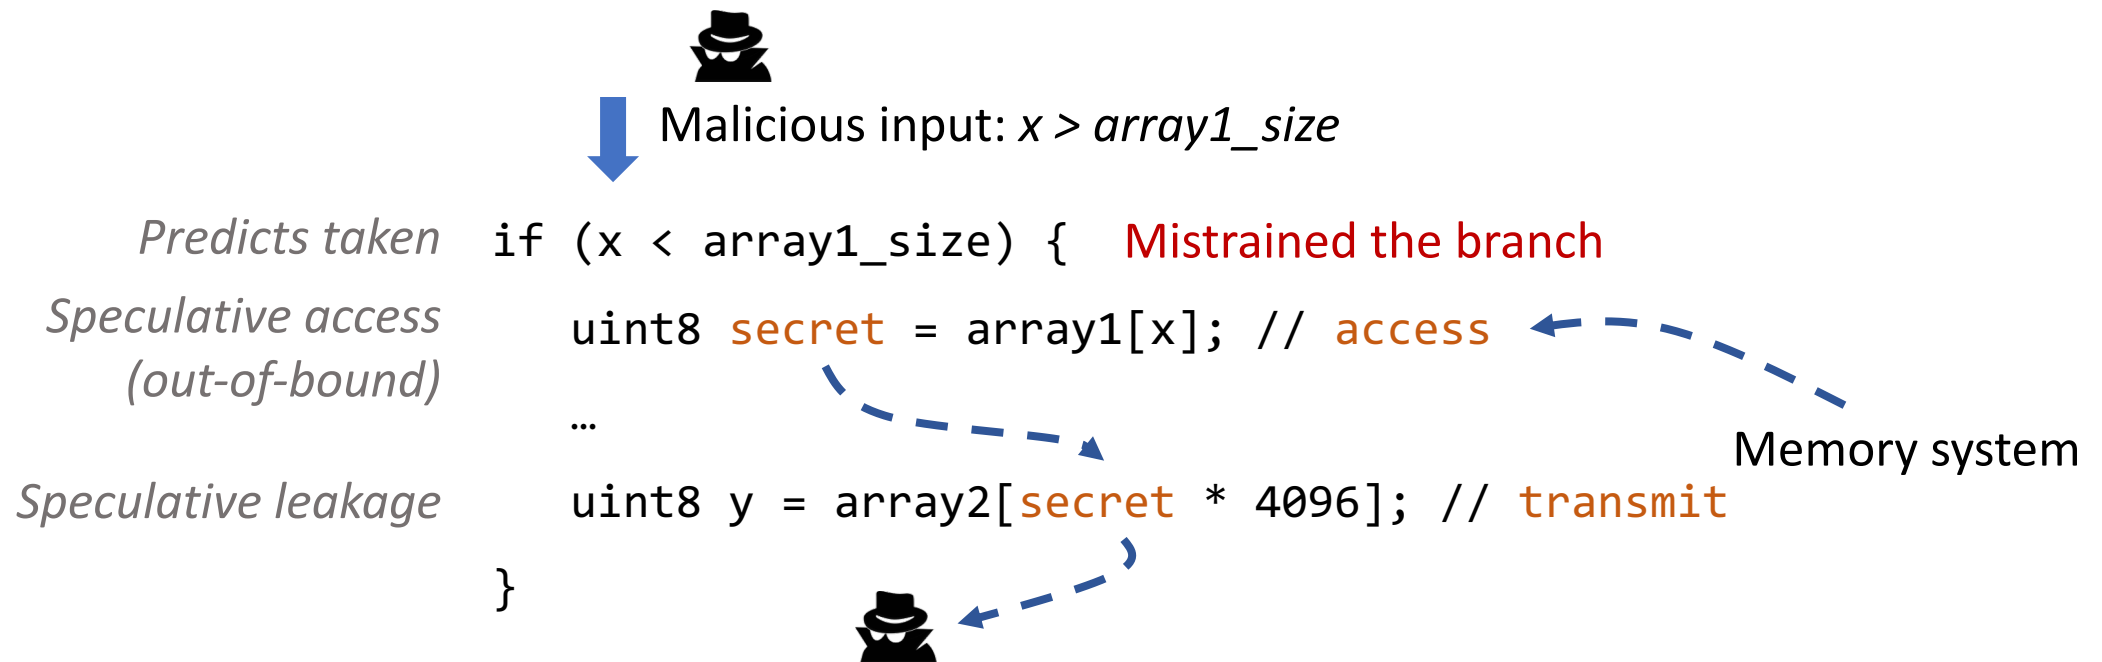 Malicious input: x > array1_size
Predicts taken if (x < array1_size) { Mistrained the branch
Speculative access
(out-of-bound)
uint8 secret = array1[x]; // access
…
Memory system
Speculative leakage uint8 y = array2[secret * 4096]; // transmit
}